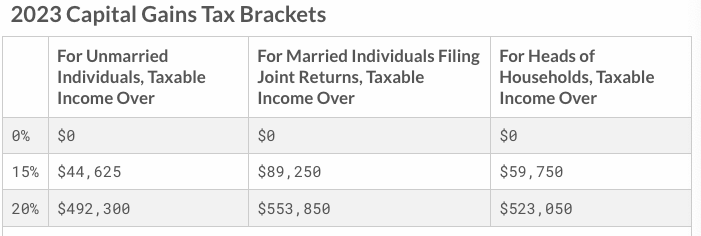 2023 Capital Gains Tax Brackets
For Unmarried Individuals, Taxable Income Over
For Married Individuals Filing Joint Returns, Taxable Income Over
For Heads of Households, Taxable Income Over
0% $0 $0 $0
15% $44,625 $89,250 $59,750
20% $492,300 $553,850 $523,050